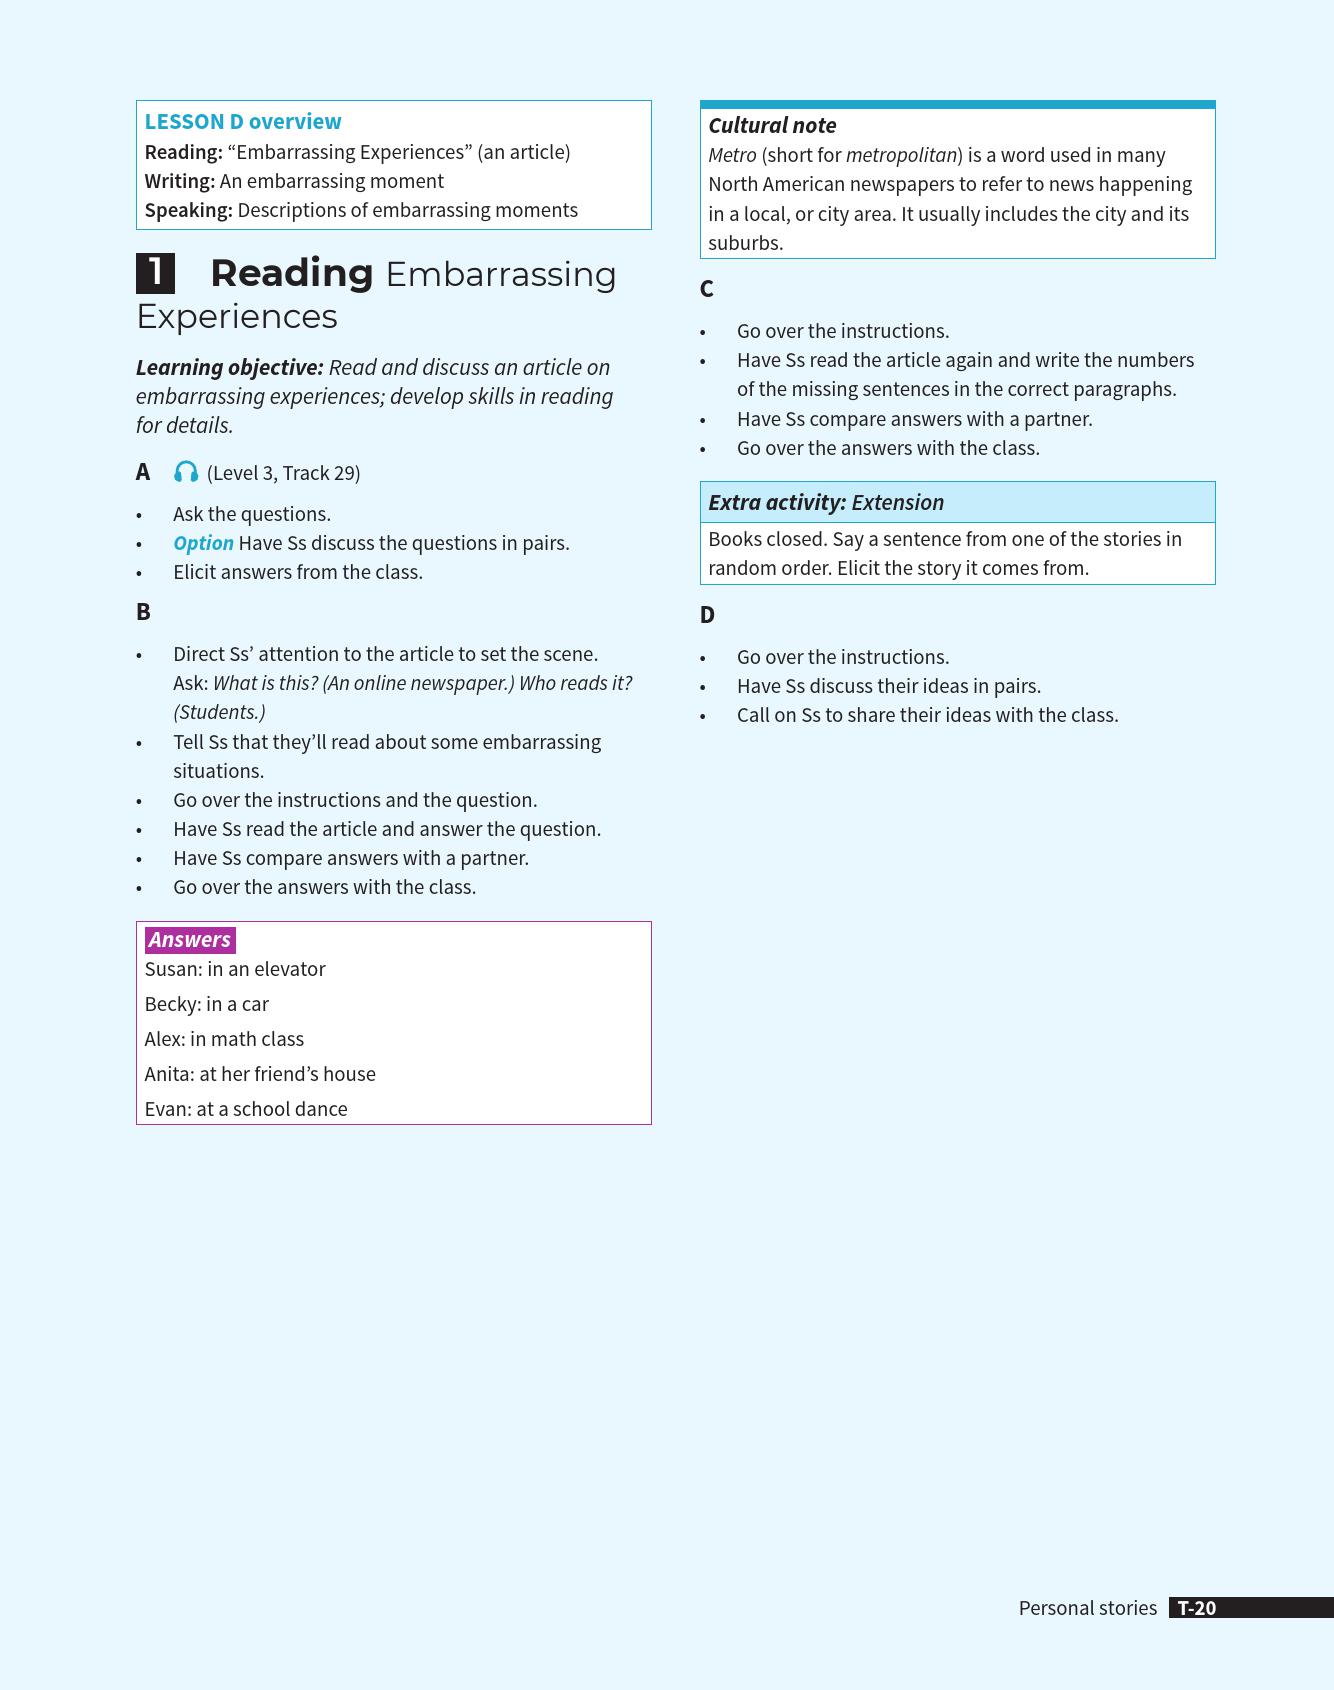 LESSON D overview
Reading: “Embarrassing Experiences” (an article)
Writing: An embarrassing moment
Speaking: Descriptions of embarrassing moments
1 Reading Embarrassing
Experiences
Learning objective: Read and discuss an article on
embarrassing experiences; develop skills in reading
for details.
A (Level 3, Track 29)
• Ask the questions.
• Option Have Ss discuss the questions in pairs.
• Elicit answers from the class.
B
• Direct Ss’ attention to the article to set the scene.
Ask: What is this? (An online newspaper.) Who reads it?
(Students.)
• Tell Ss that they’ll read about some embarrassing
situations.
• Go over the instructions and the question.
• Have Ss read the article and answer the question.
• Have Ss compare answers with a partner.
• Go over the answers with the class.
Answers
Susan: in an elevator
Becky: in a car
Alex: in math class
Anita: at her friend’s house
Evan: at a school dance
Cultural note
Metro (short for metropolitan) is a word used in many
North American newspapers to refer to news happening
in a local, or city area. It usually includes the city and its
suburbs.
C
• Go over the instructions.
• Have Ss read the article again and write the numbers
of the missing sentences in the correct paragraphs.
• Have Ss compare answers with a partner.
• Go over the answers with the class.
Extra activity: Extension
Books closed. Say a sentence from one of the stories in
random order. Elicit the story it comes from.
D
• Go over the instructions.
• Have Ss discuss their ideas in pairs.
• Call on Ss to share their ideas with the class.
Personal stories T-20